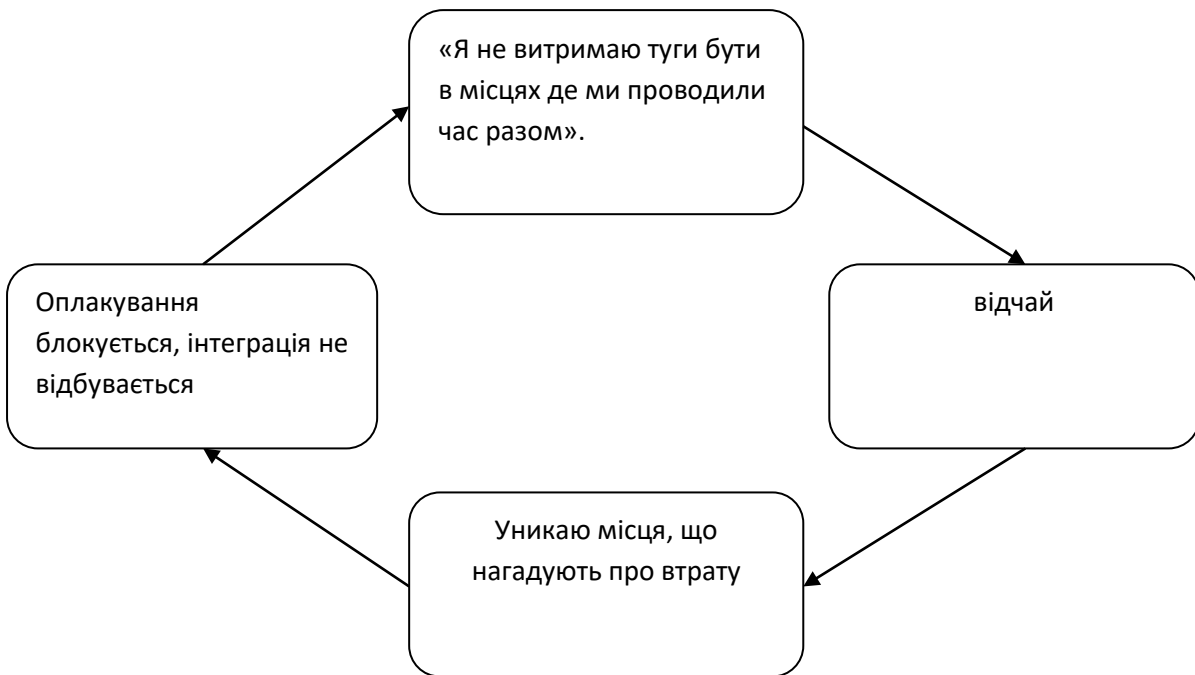 «Я не витримаю туги бути
в місцях де ми проводили
час разом».
Оплакування
блокується, інтеграція не
відбувається
відчай
Уникаю місця, що
нагадують про втрату